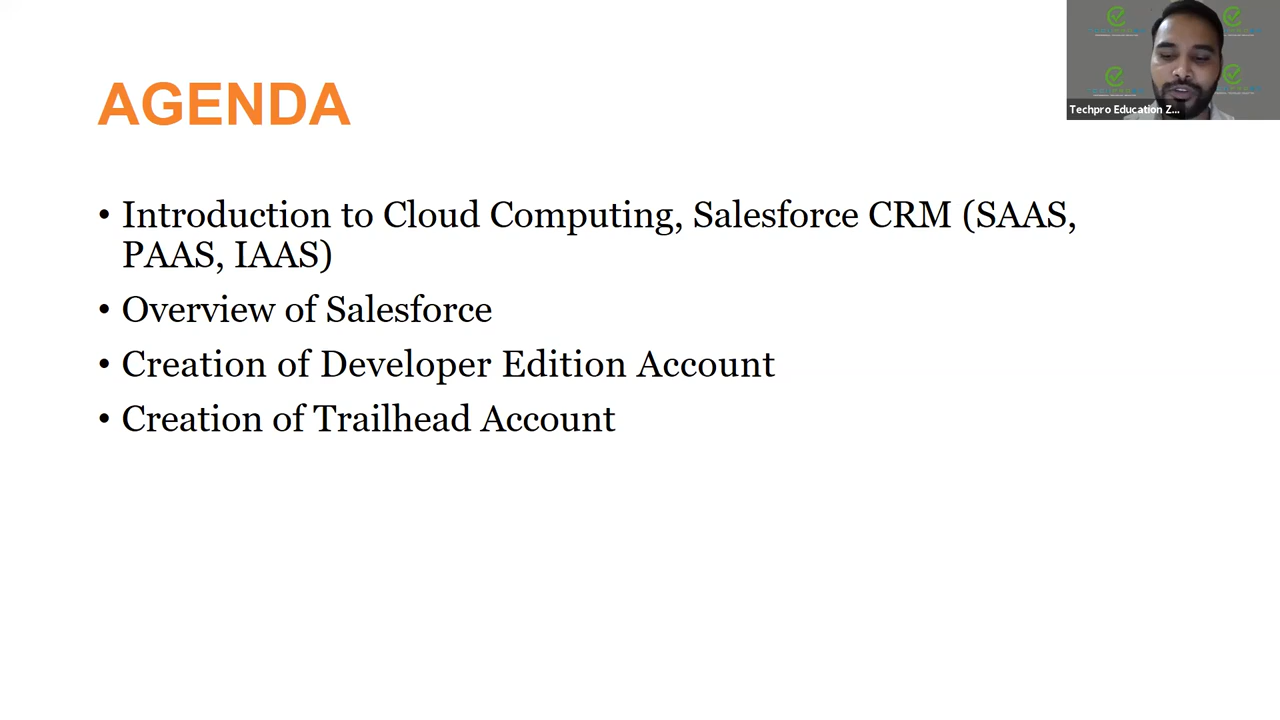 AGENDA
• Introduction to Cloud Computing, Salesforce CRM (SAAS,
PAAS, IAAS)
• Overview of Salesforce
• Creation of Developer Edition Account
• Creation of Trailhead Account
Techpro Education Z...